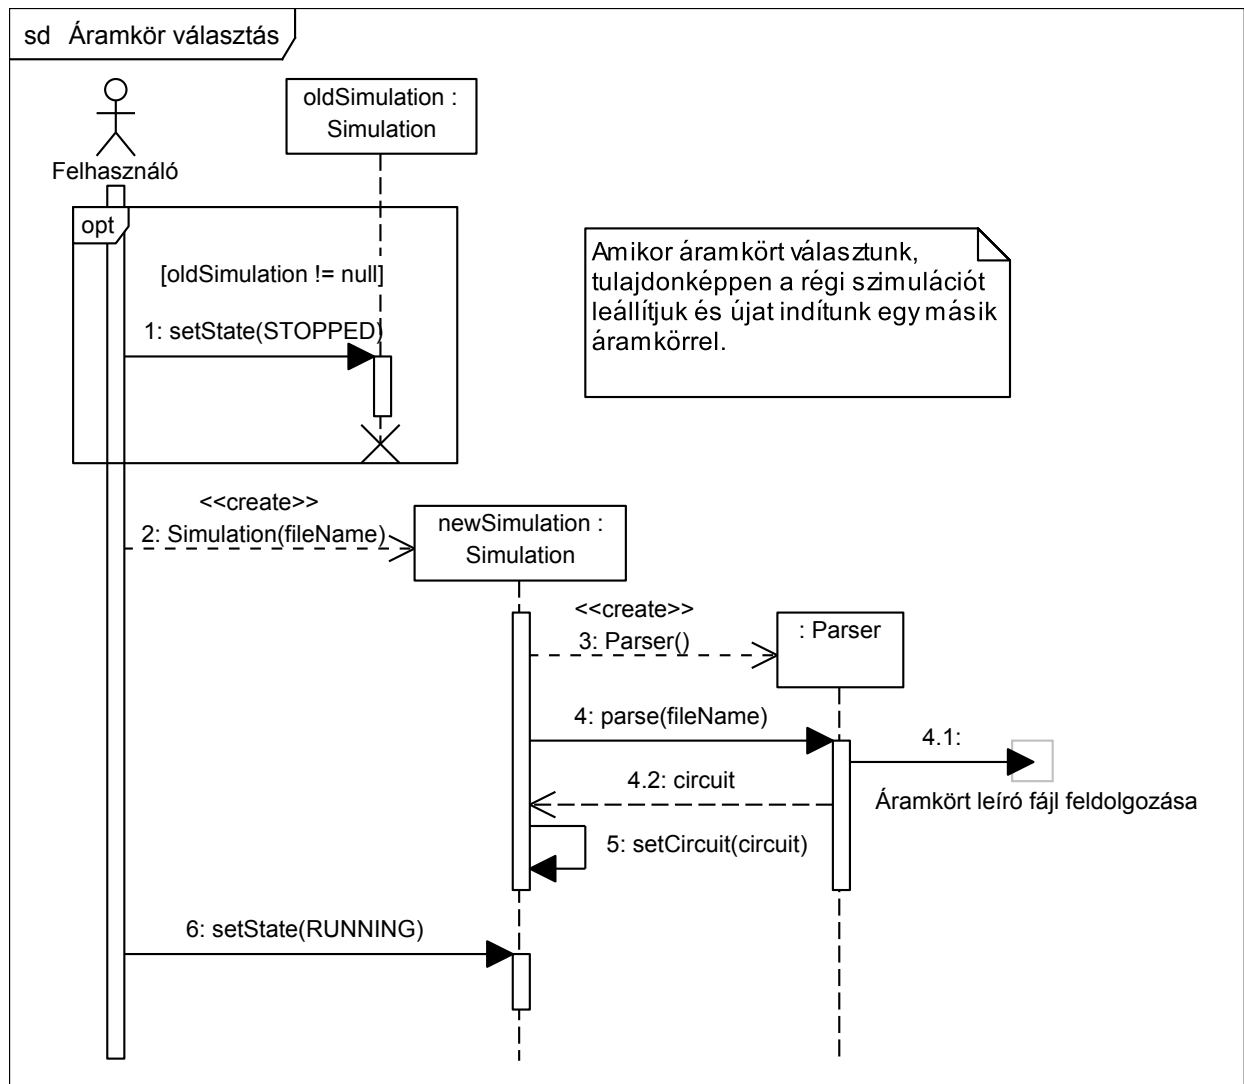 sd Áramkör választás
oldSimulation :
Simulation
Felhasználó
opt
[oldSimulation != null]
1: setState(STOPPED)
Amikor áramkört választunk,
tulajdonképpen a régi szimulációt
leállítjuk és újat indítunk egy másik
áramkörrel.
<<create>>
2: Simulation(fileName)
newSimulation :
Simulation
<<create>>
3: Parser()
: Parser
4: parse(fileName)
4.1:
4.2: circuit
Áramkört leíró fájl feldolgozása
5: setCircuit(circuit)
6: setState(RUNNING)